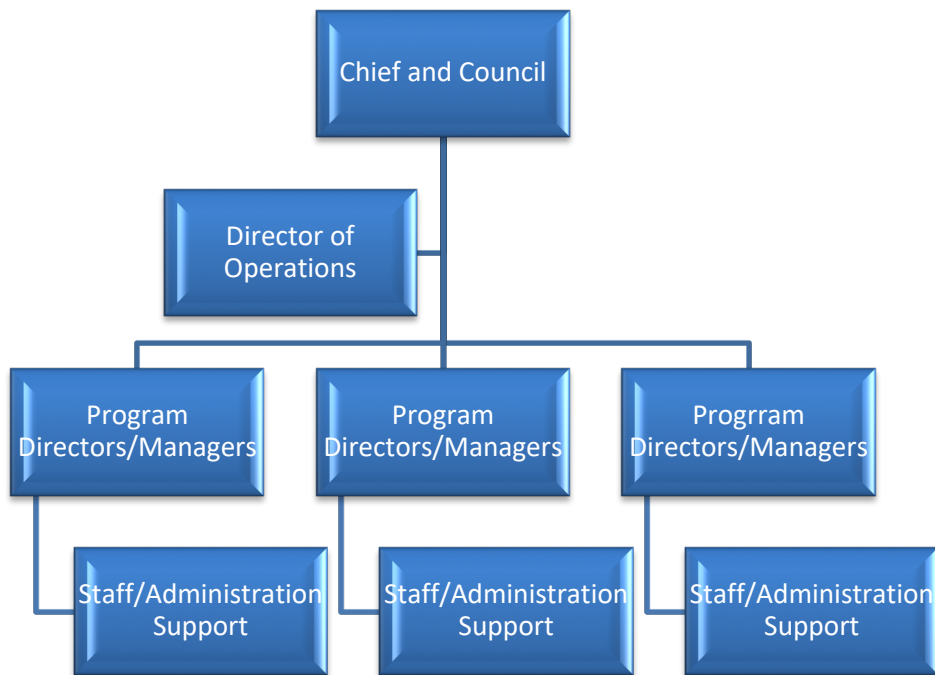 Chief and Council
Director of
Operations
Program
Directors/Managers
Program
Directors/Managers
Progrram
Directors/Managers
Staff/Administration
Support
Staff/Administration
Support
Staff/Administration
Support